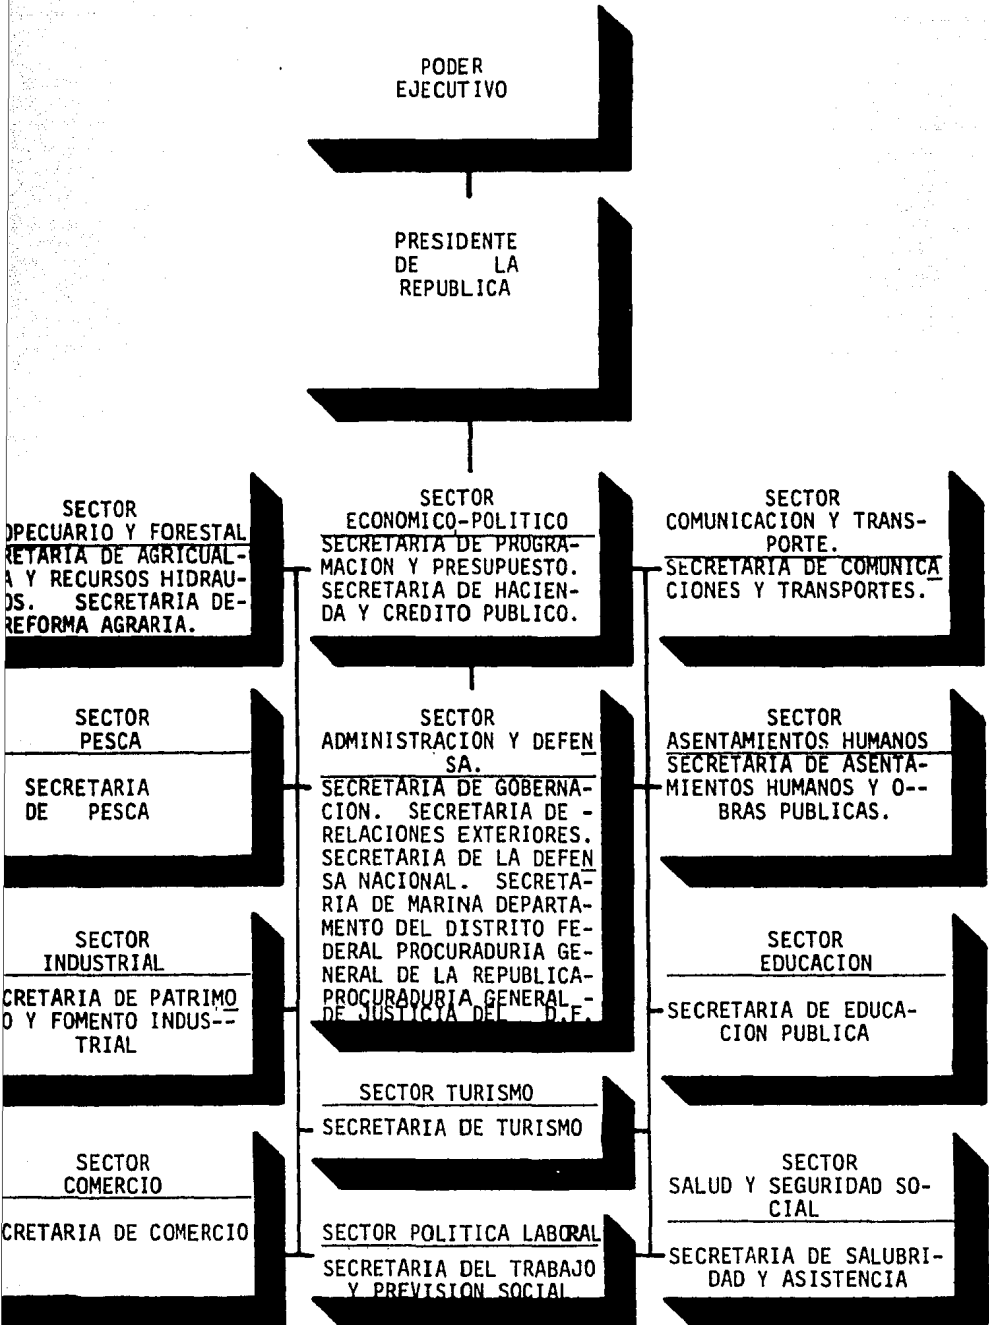 PODER
EJECUTIVO
PRESIDENTE
DE LA
REPUBLICA
SECTOR
OPECUARIO Y FORESTAL
RETARIA DE AGRICUAL-
A Y RECURSOS HIDRAU-
OS. SECRETARIA DE-
REFORMA AGRARIA.
SECTOR
ECONOMICO-POLITICO
SECRETARIA DE PROGRA-
MACION Y PRESUPUESTO.
SECRETARIA DE HACIEN-
DA Y CREDITO PUBLICO.
SECTOR
COMUNICACION Y TRANS-
PORTE.
SECRETARIA DE COMUNICA
CIONES Y TRANSPORTES.
SECTOR
PESCA
SECRETARIA
DE PESCA
SECTOR
ADMINISTRACION Y DEFEN
SA.
SECRETARIA DE GOBERNA-
CION. SECRETARIA DE -
RELACIONES EXTERIORES.
SECRETARIA DE LA DEFEN
SA NACIONAL. SECRETA-
RIA DE MARINA DEPARTA-
MENTO DEL DISTRITO FE-
DERAL PROCURADURIA GE-
NERAL DE LA REPUBLICA-
PROCURADURIA GENERAL -
DE JUSTICIA DEL D.F.
SECTOR
ASENTAMIENTOS HUMANOS
SECRETARIA DE ASENTA-
MIENTOS HUMANOS Y O--
BRAS PUBLICAS.
SECTOR
INDUSTRIAL
CRETARIA DE PATRIMO
O Y FOMENTO INDUS--
TRIAL
SECTOR
EDUCACION
SECRETARIA DE EDUCA-
CION PUBLICA
SECTOR TURISMO
SECRETARIA DE TURISMO
SECTOR
COMERCIO
CRETARIA DE COMERCIO
SECTOR POLITICA LABORAL
SECRETARIA DEL TRABAJO
Y PREVISION SOCIAL
SECTOR
SALUD Y SEGURIDAD SO-
CIAL
SECRETARIA DE SALUBRI-
DAD Y ASISTENCIA